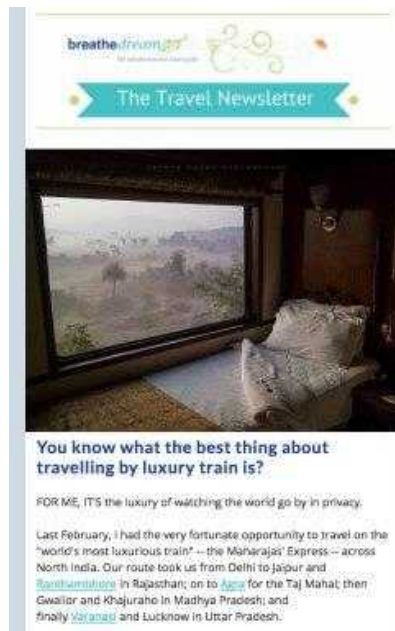 breathedreamgo
The Travel Newsletter
You know what the best thing about
travelling by luxury train is?
FOR ME, IT'S the luxury of watching the world go by in privacy.
Last February, I had the very fortunate opportunity to travel on the
"world's most luxurious train" -- the Maharajas' Express -- across
North India. Our route took us from Delhi to Jaipur and
Ranthambhore in Rajasthan; on to Agra for the Taj Mahal; then
Gwalior and Khajuraho in Madhya Pradesh; and
finally Varanasi and Lucknow in Uttar Pradesh.